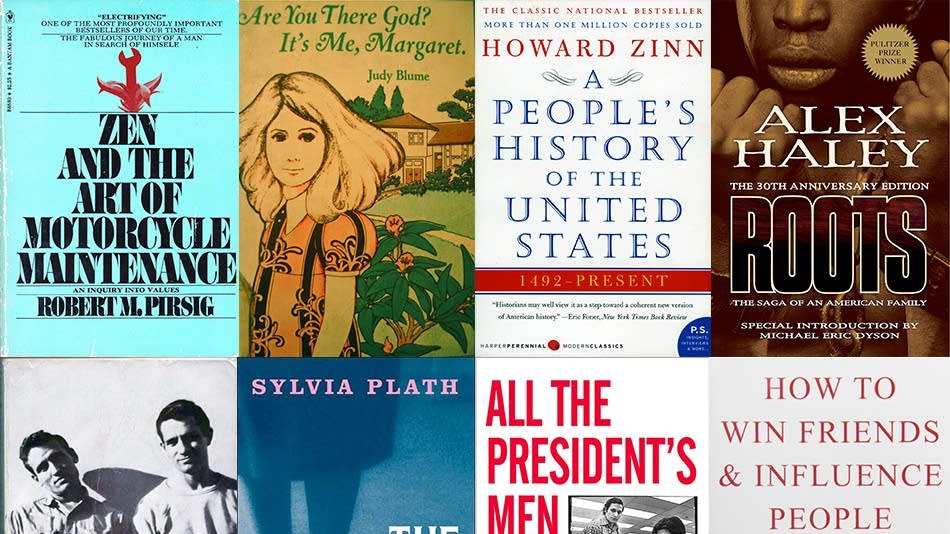 "ELECTRIFYING"
ONE OF THE MOST PROFOUNDLY IMPORTANT
BESTSELLERS OF OUR TIME.
THE FABULOUS JOURNEY OF A MAN
IN SEARCH OF HIMSELF
ZEN
AND THE
ART OF
MOTORCYCLE
MAINTENANCE
AN INQUIRY INTO VALUES
ROBERT M. PIRSIG
Are You There God?
It's Me, Margaret.
Judy Blume
THE CLASSIC NATIONAL BESTSELLER
MORE THAN ONE MILLION COPIES SOLD
HOWARD ZINN
A
PEOPLE'S
HISTORY
OF THE
UNITED
STATES
1492–PRESENT
"Historians may well view it as a step toward a coherent new version
of American history." —Eric Foner, New York Times Book Review
P.S.
INSIGHTS,
INTERVIEWS
& MORE...
HARPERPERENNIAL MODERNCLASSICS
PULITZER
PRIZE
WINNER
ALEX
HALEY
THE 30TH ANNIVERSARY EDITION
ROOTS
THE SAGA OF AN AMERICAN FAMILY
SPECIAL INTRODUCTION BY
MICHAEL ERIC DYSON
SYLVIA PLATH
THE
ALL THE
PRESIDENT'S
MEN
HOW TO
WIN FRIENDS
& INFLUENCE
PEOPLE